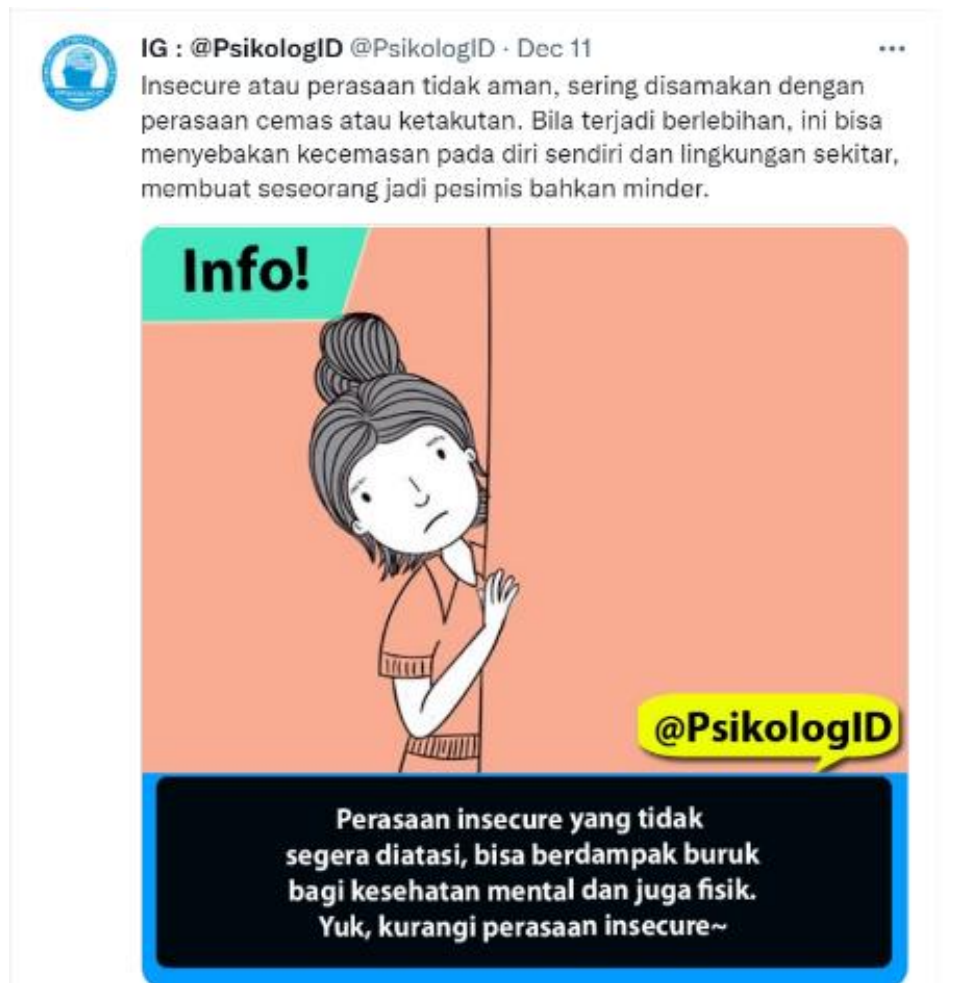 IG : @PsikologID @PsikologID · Dec 11
Insecure atau perasaan tidak aman, sering disamakan dengan
perasaan cemas atau ketakutan. Bila terjadi berlebihan, ini bisa
menyebakan kecemasan pada diri sendiri dan lingkungan sekitar,
membuat seseorang jadi pesimis bahkan minder.
Info!
@PsikologID
Perasaan insecure yang tidak
segera diatasi, bisa berdampak buruk
bagi kesehatan mental dan juga fisik.
Yuk, kurangi perasaan insecure~